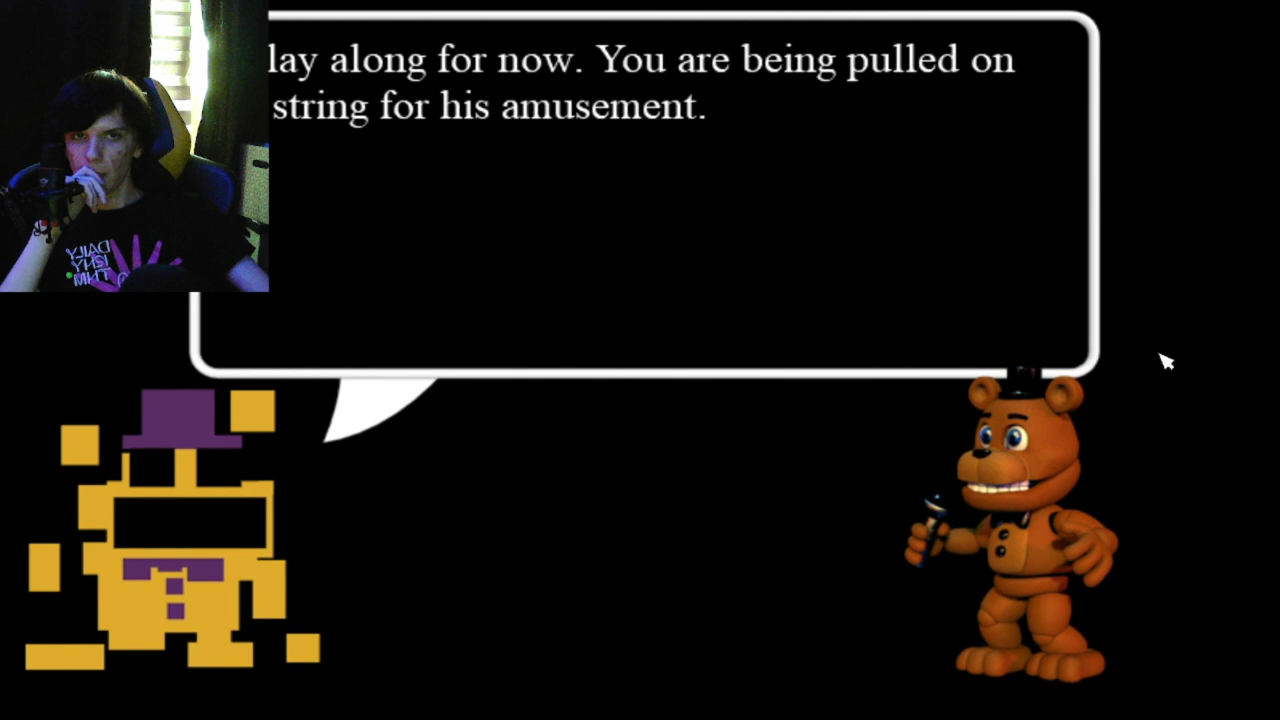 lay along for now. You are being pulled on
string for his amusement.